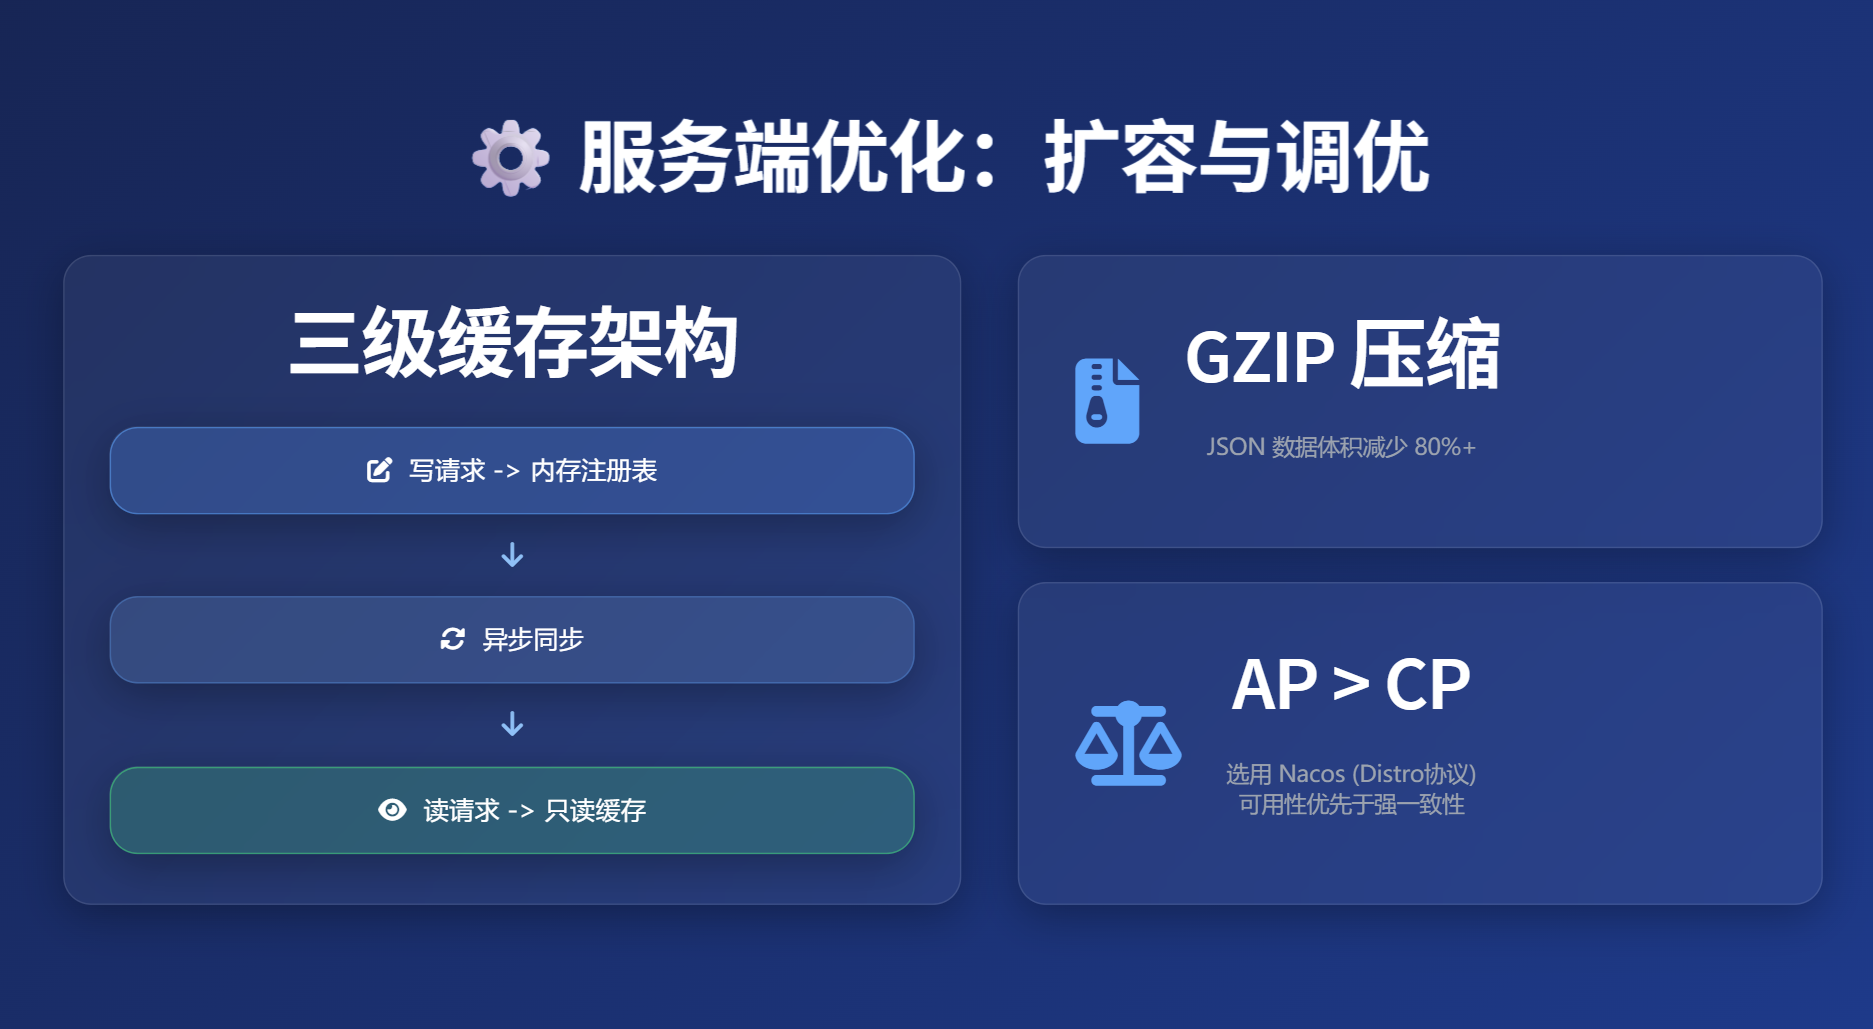 服务端优化：扩容与调优
三级缓存架构
写请求 -> 内存注册表
异步同步
读请求 -> 只读缓存
GZIP 压缩
JSON 数据体积减少 80%+
AP > CP
选用 Nacos (Distro协议)
可用性优先于强一致性